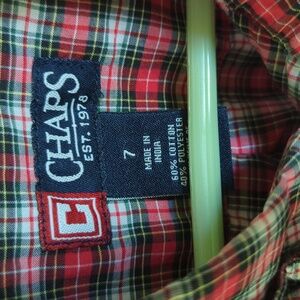 CHAPS
EST. 1978
C
7
MADE IN
INDIA
60% COTTON
40% POLYESTER